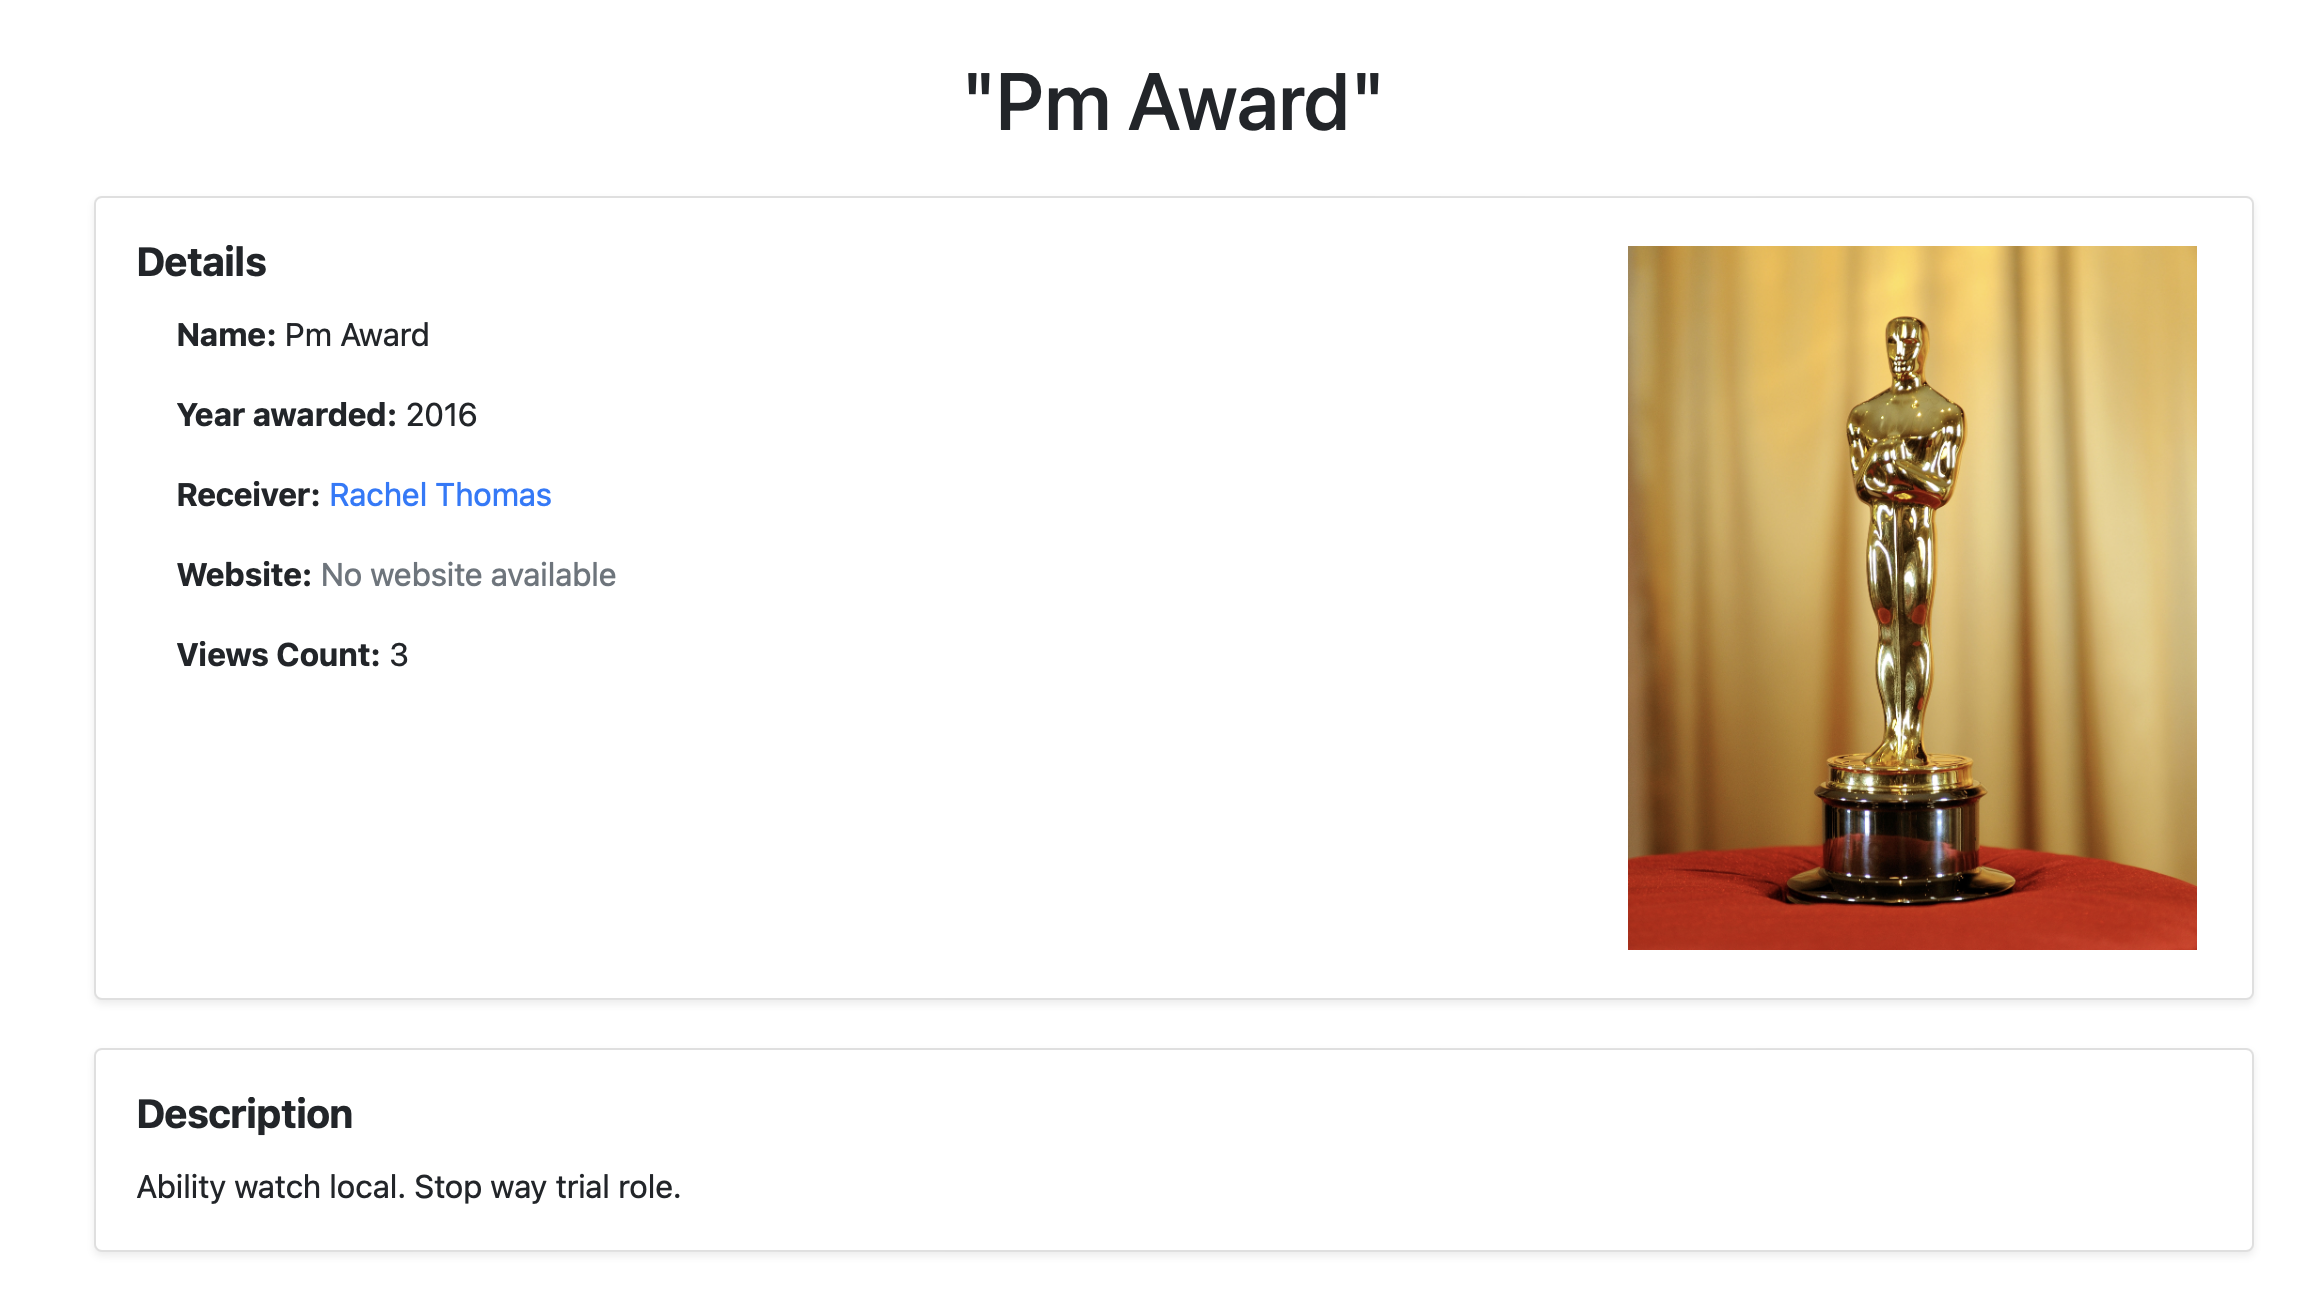 "Pm Award"
Details
Name: Pm Award
Year awarded: 2016
Receiver: Rachel Thomas
Website: No website available
Views Count: 3
Description
Ability watch local. Stop way trial role.